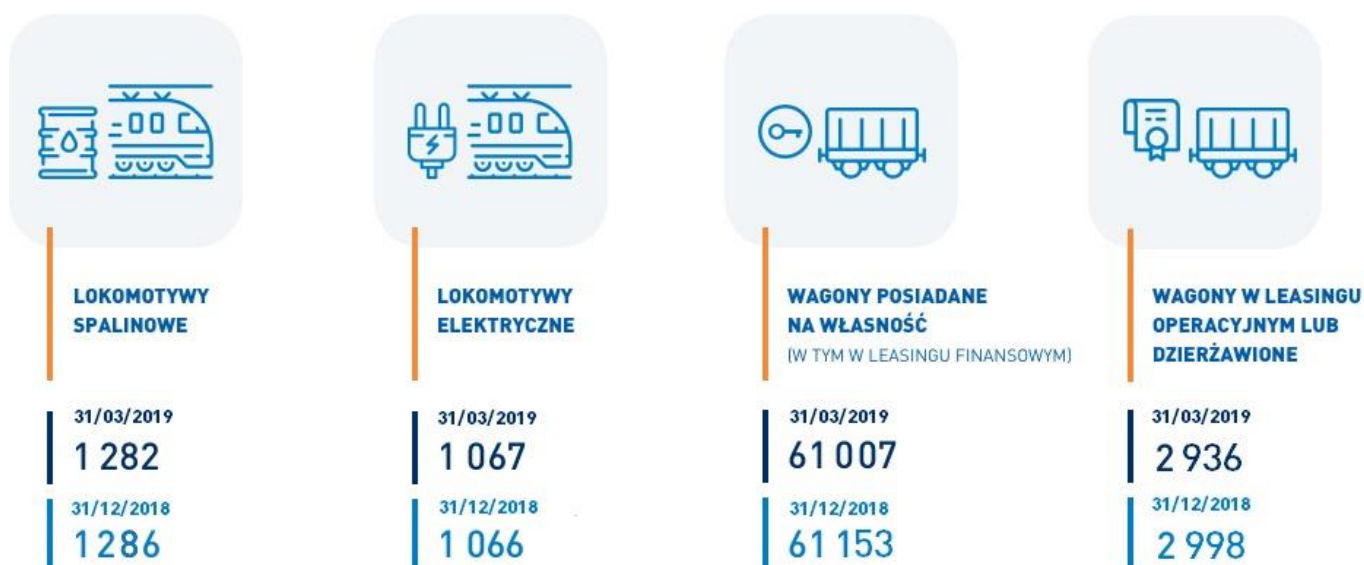 LOKOMOTYWY
SPALINOWE
31/03/2019
1 282
31/12/2018
1 286
LOKOMOTYWY
ELEKTRYCZNE
31/03/2019
1 067
31/12/2018
1 066
WAGONY POSIADANE
NA WŁASNOŚĆ
(W TYM W LEASINGU FINANSOWYM)
31/03/2019
61 007
31/12/2018
61 153
WAGONY W LEASINGU
OPERACYJNYM LUB
DZIERŻAWIONE
31/03/2019
2 936
31/12/2018
2 998